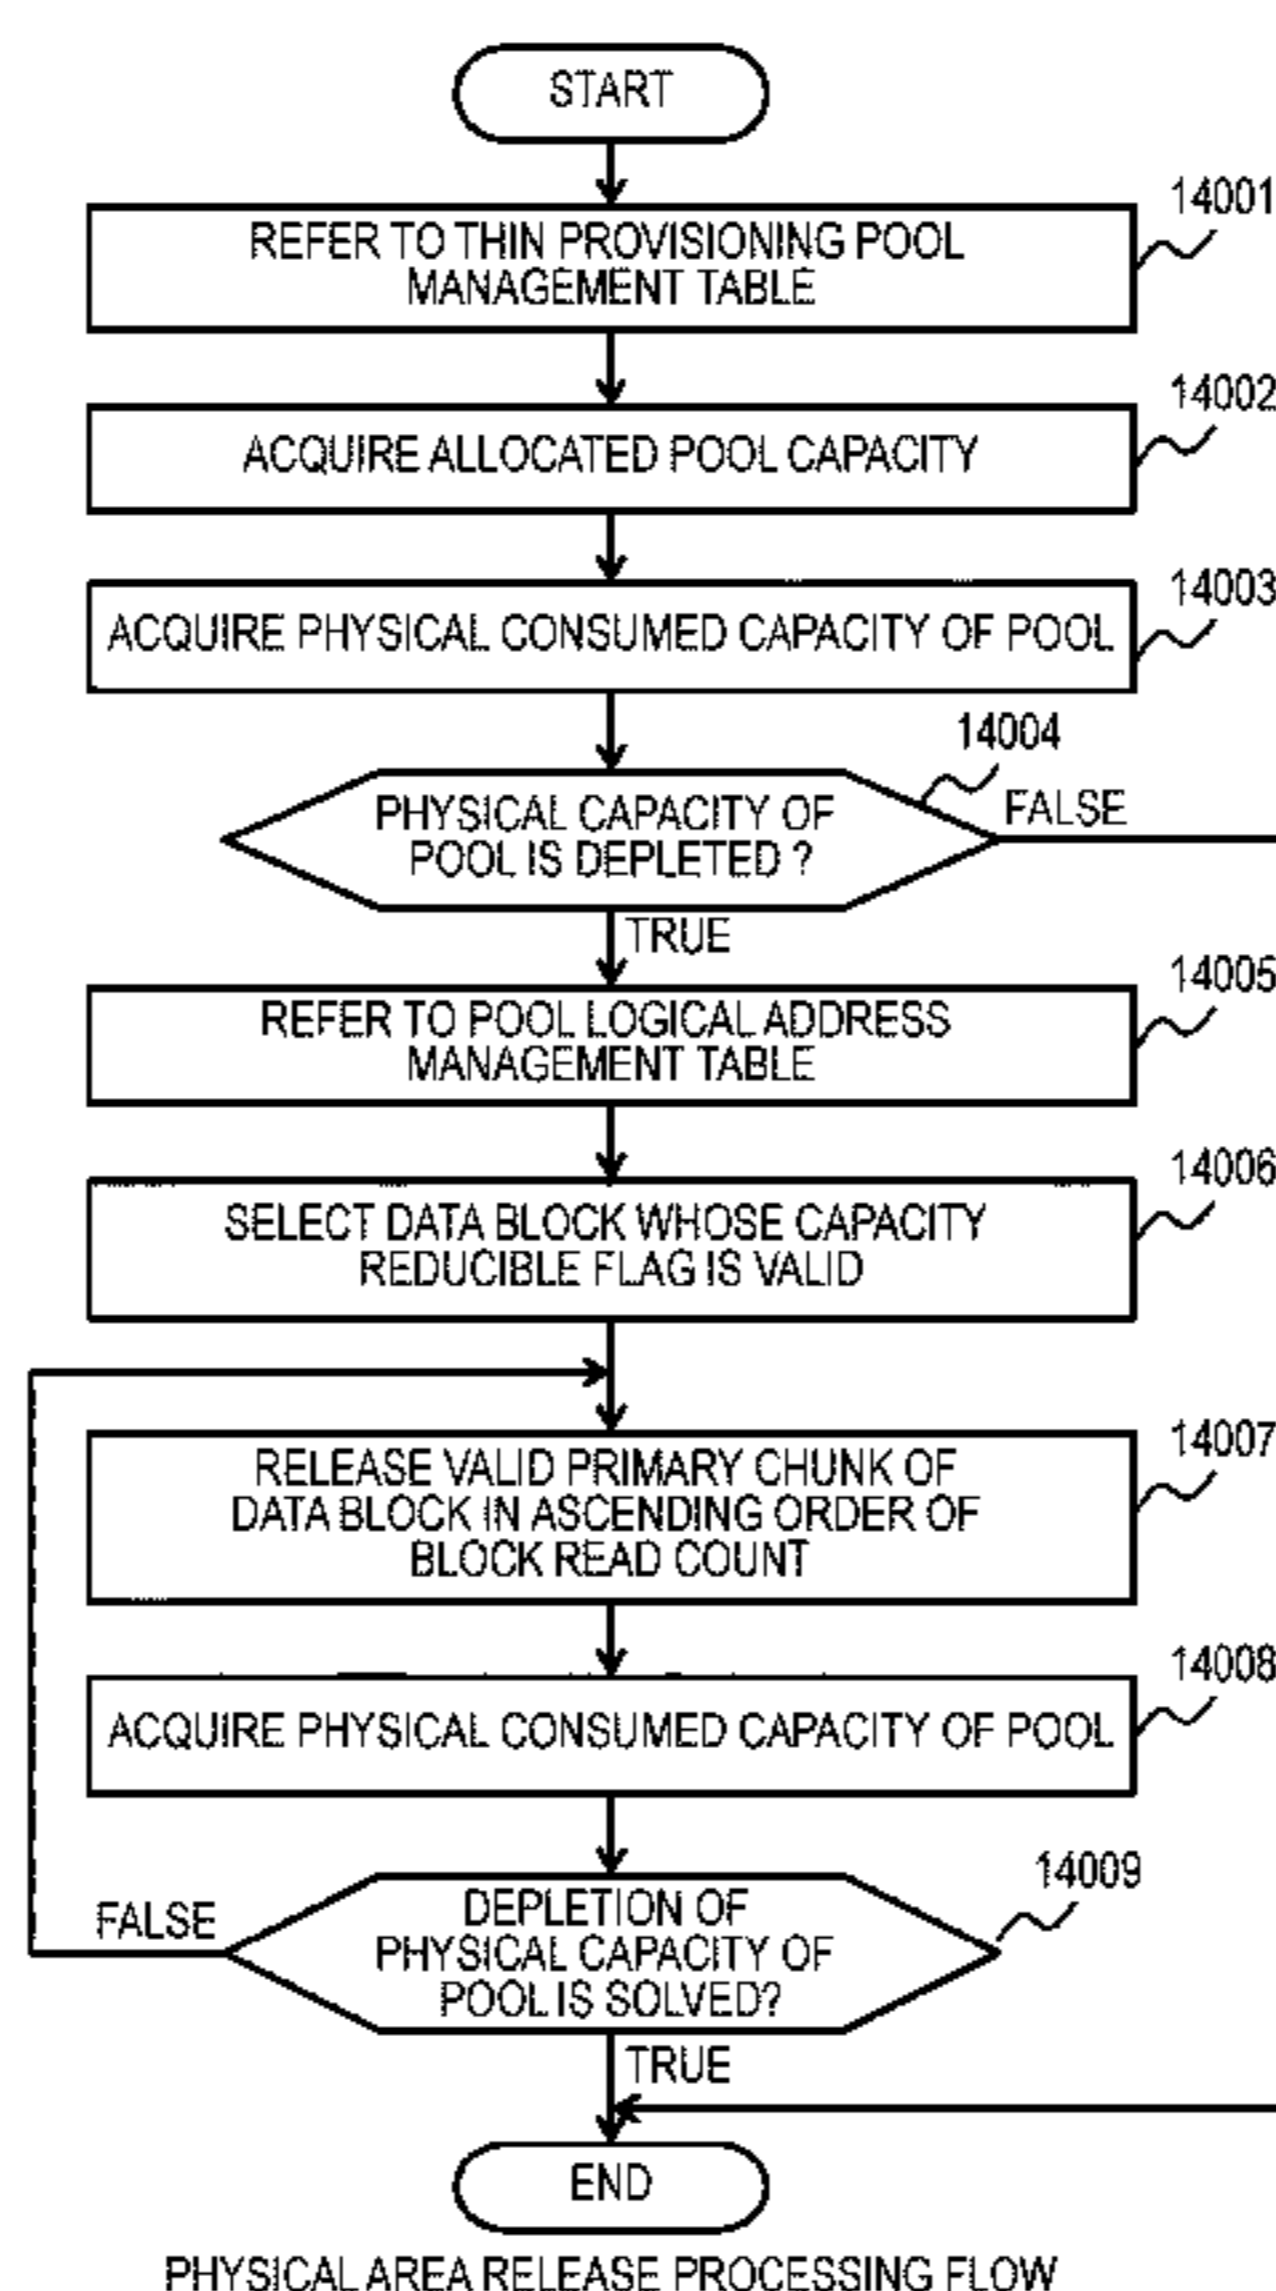 START
14001
REFER TO THIN PROVISIONING POOL
MANAGEMENT TABLE
14002
ACQUIRE ALLOCATED POOL CAPACITY
14003
ACQUIRE PHYSICAL CONSUMED CAPACITY OF POOL
14004
PHYSICAL CAPACITY OF
POOL IS DEPLETED ?
FALSE
TRUE
14005
REFER TO POOL LOGICAL ADDRESS
MANAGEMENT TABLE
14006
SELECT DATA BLOCK WHOSE CAPACITY
REDUCIBLE FLAG IS VALID
14007
RELEASE VALID PRIMARY CHUNK OF
DATA BLOCK IN ASCENDING ORDER OF
BLOCK READ COUNT
14008
ACQUIRE PHYSICAL CONSUMED CAPACITY OF POOL
14009
DEPLETION OF
PHYSICAL CAPACITY OF
POOL IS SOLVED?
FALSE
TRUE
END
PHYSICAL AREA RELEASE PROCESSING FLOW